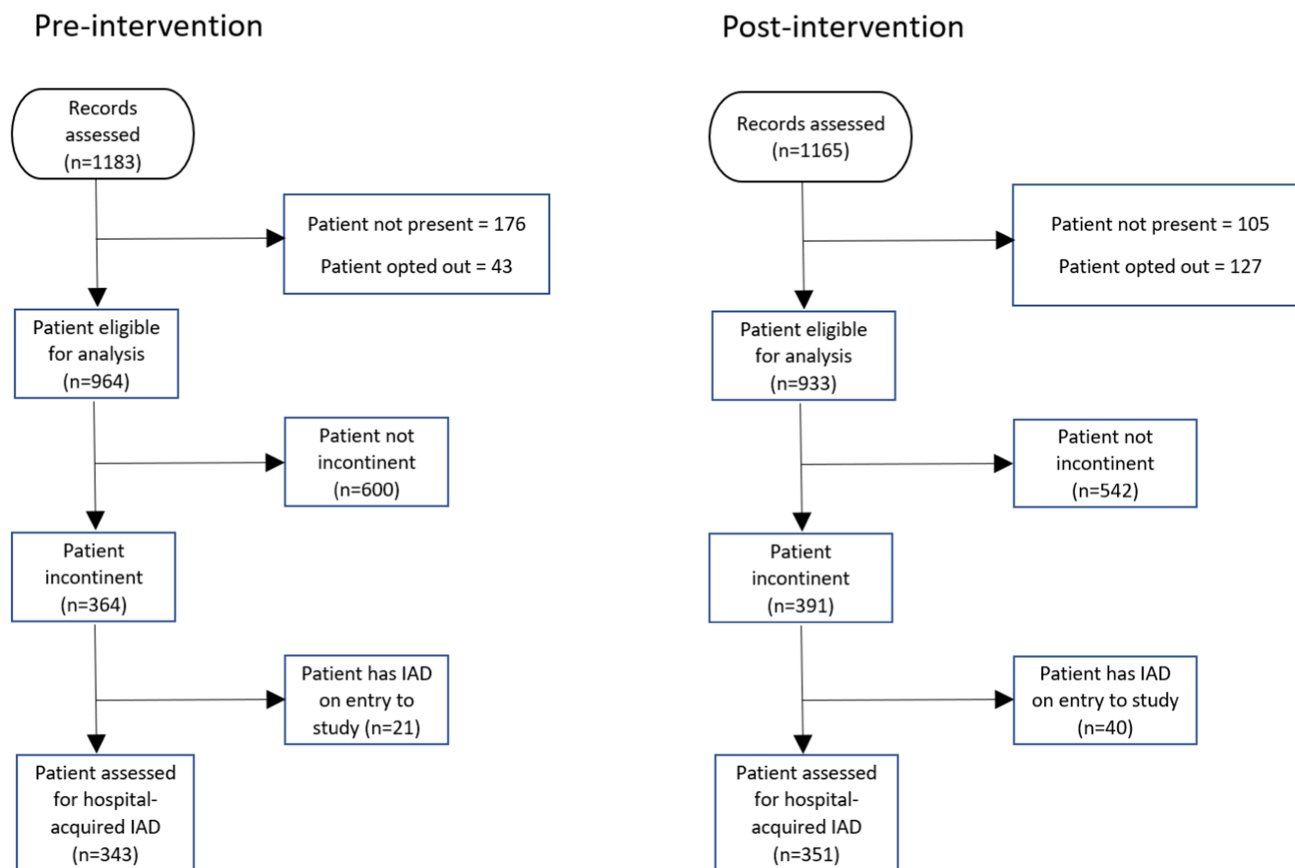 Pre-intervention
Records
assessed
(n=1183)
Patient not present = 176
Patient opted out = 43
Patient eligible
for analysis
(n=964)
Patient not
incontinent
(n=600)
Patient
incontinent
(n=364)
Patient has IAD
on entry to
study (n=21)
Patient assessed
for hospital-
acquired IAD
(n=343)
Post-intervention
Records assessed
(n=1165)
Patient not present = 105
Patient opted out = 127
Patient eligible
for analysis
(n=933)
Patient not
incontinent
(n=542)
Patient
incontinent
(n=391)
Patient has IAD
on entry to study
(n=40)
Patient assessed
for hospital-
acquired IAD
(n=351)